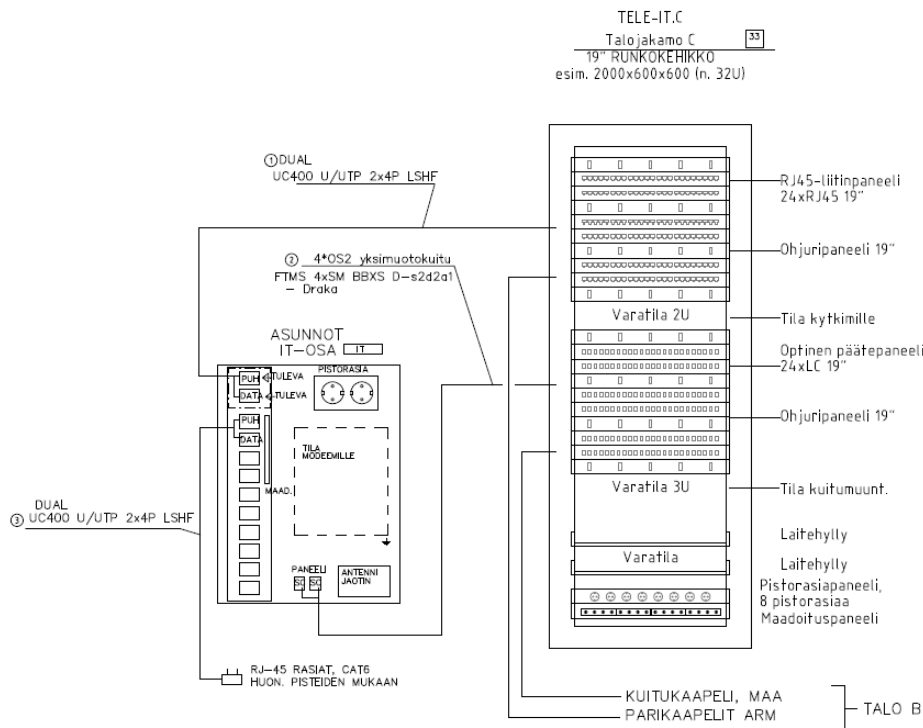 TELE-IT.C
Talojakamo C 33
19" RUNKOKEHIKKO
esim. 2000x600x600 (n. 32U)
① DUAL
UC400 U/UTP 2x4P LSHF
② 4*OS2 yksimuotokuitu
FTMS 4xSM BBXS D-s2d2a1
- Draka
ASUNNOT
IT-OSA IT
PUH TULEVA
DATA TULEVA
PUH
DATA
MAAD.
PISTORASIA
TILA
MODEEMILLE
PANEELI
SC SC
ANTENNI
JAOTIN
DUAL
③ UC400 U/UTP 2x4P LSHF
RJ-45 RASIAT, CAT6
HUON. PISTEIDEN MUKAAN
RJ45-liitinpaneeli
24xRJ45 19"
Ohjuripaneeli 19"
Varatila 2U
Tila kytkimille
Optinen päätepaneeli
24xLC 19"
Ohjuripaneeli 19"
Varatila 3U
Tila kuitumuunt.
Laitehylly
Varatila
Laitehylly
Pistorasiapaneeli,
8 pistorasiaa
Maadoituspaneeli
KUITUKAAPELI, MAA
PARIKAAPELIT ARM
TALO B